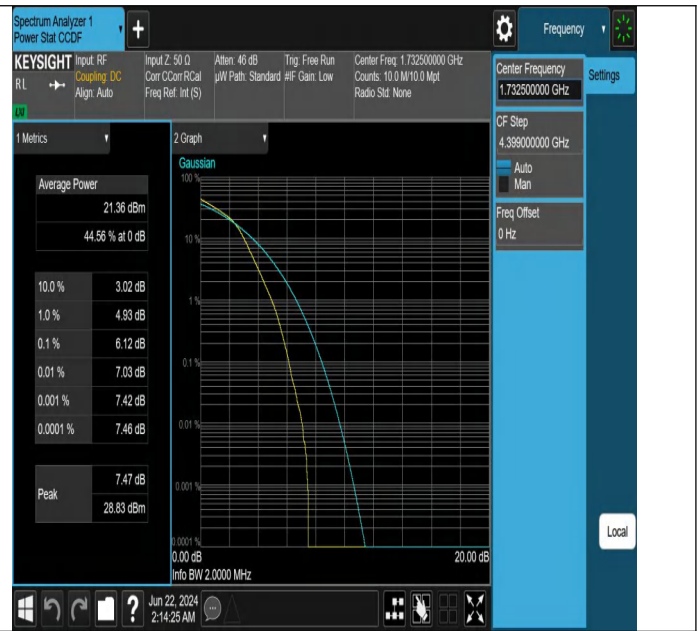 Spectrum Analyzer 1
Power Stat CCDF
+
Frequency
KEYSIGHT
RL
LXI
Input: RF
Coupling: DC
Align: Auto
Input Z: 50 Ω
Corr CCorr RCal
Freq Ref: Int (S)
Atten: 46 dB
µW Path: Standard
Trig: Free Run
#IF Gain: Low
Center Freq: 1.732500000 GHz
Counts: 10.0 M/10.0 Mpt
Radio Std: None
Center Frequency
1.732500000 GHz
Settings
CF Step
4.399000000 GHz
Auto
Man
Freq Offset
0 Hz
1 Metrics
Average Power
21.36 dBm
44.56 % at 0 dB
10.0 % 3.02 dB
1.0 % 4.93 dB
0.1 % 6.12 dB
0.01 % 7.03 dB
0.001 % 7.42 dB
0.0001 % 7.46 dB
Peak
7.47 dB
28.83 dBm
2 Graph
Gaussian
100 %
10 %
1 %
0.1 %
0.01 %
0.001 %
0.0001 %
0.00 dB 20.00 dB
Info BW 2.0000 MHz
Local
?
Jun 22, 2024
2:14:25 AM